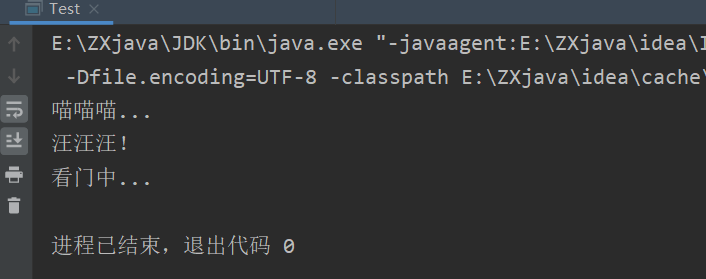 Test
E:\ZXjava\JDK\bin\java.exe "-javaagent:E:\ZXjava\idea\
-Dfile.encoding=UTF-8 -classpath E:\ZXjava\idea\cache\
喵喵喵...
汪汪汪!
看门中...
进程已结束，退出代码 0